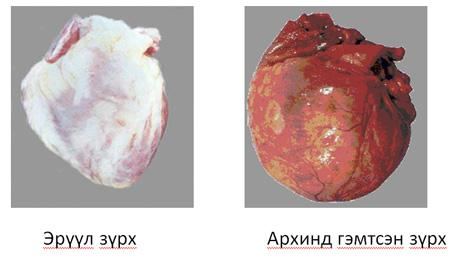 Эрүүл зүрх
Архинд гэмтсэн зүрх